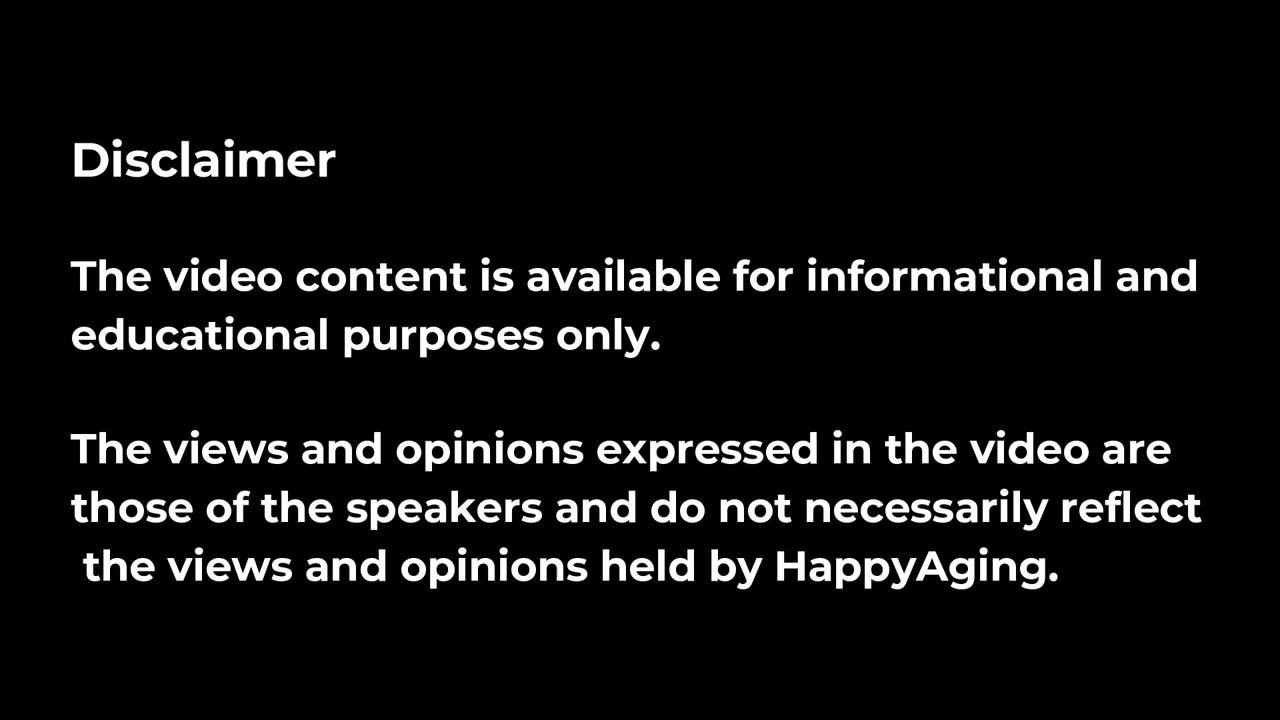 Disclaimer
The video content is available for informational and
educational purposes only.
The views and opinions expressed in the video are
those of the speakers and do not necessarily reflect
the views and opinions held by HappyAging.